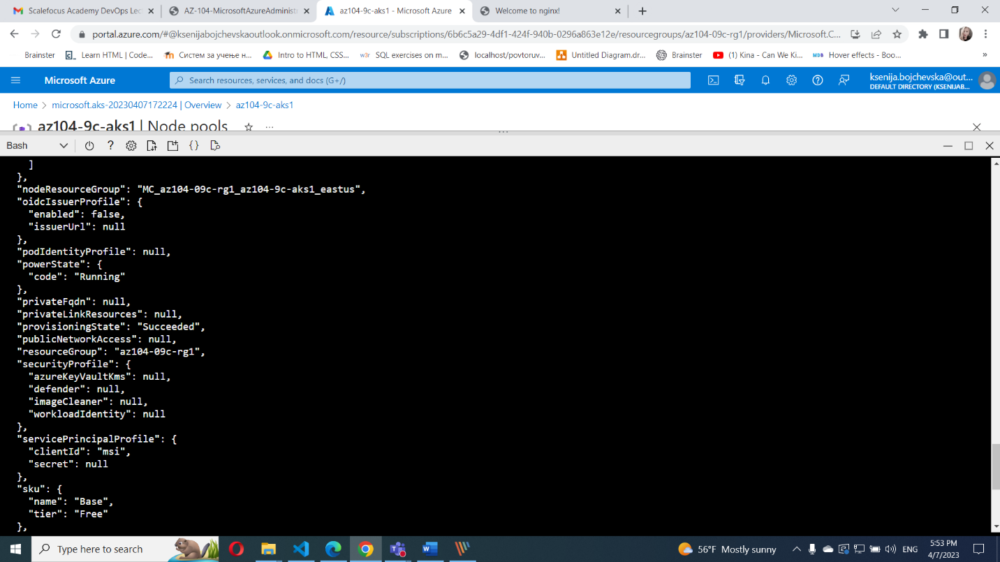 Scalefocus Academy DevOps Lec
AZ-104-MicrosoftAzureAdministr
az104-9c-aks1 - Microsoft Azure
Welcome to nginx!
portal.azure.com/#@ksenijabojchevskaoutlook.onmicrosoft.com/resource/subscriptions/6b6c5a29-4df1-424f-940b-0296a863e12e/resourcegroups/az104-09c-rg1/providers/Microsoft.C...
Brainster
Learn HTML | Code...
Систем за учење н...
Intro to HTML, CSS...
w3r SQL exercises on m...
localhost/povtoruv...
Untitled Diagram.dr...
Brainster
(1) Kina - Can We Ki...
MDB Hover effects - Boo...
»
Microsoft Azure
Search resources, services, and docs (G+/)
ksenija.bojchevska@out...
DEFAULT DIRECTORY (KSENIJAB...
Home > microsoft.aks-20230407172224 | Overview > az104-9c-aks1
az104-9c-aks1 | Node pools
Bash
]
},
"nodeResourceGroup": "MC_az104-09c-rg1_az104-9c-aks1_eastus",
"oidcIssuerProfile": {
"enabled": false,
"issuerUrl": null
},
"podIdentityProfile": null,
"powerState": {
"code": "Running"
},
"privateFqdn": null,
"privateLinkResources": null,
"provisioningState": "Succeeded",
"publicNetworkAccess": null,
"resourceGroup": "az104-09c-rg1",
"securityProfile": {
"azureKeyVaultKms": null,
"defender": null,
"imageCleaner": null,
"workloadIdentity": null
},
"servicePrincipalProfile": {
"clientId": "msi",
"secret": null
},
"sku": {
"name": "Base",
"tier": "Free"
},
Type here to search
56°F Mostly sunny
ENG
5:53 PM
4/7/2023